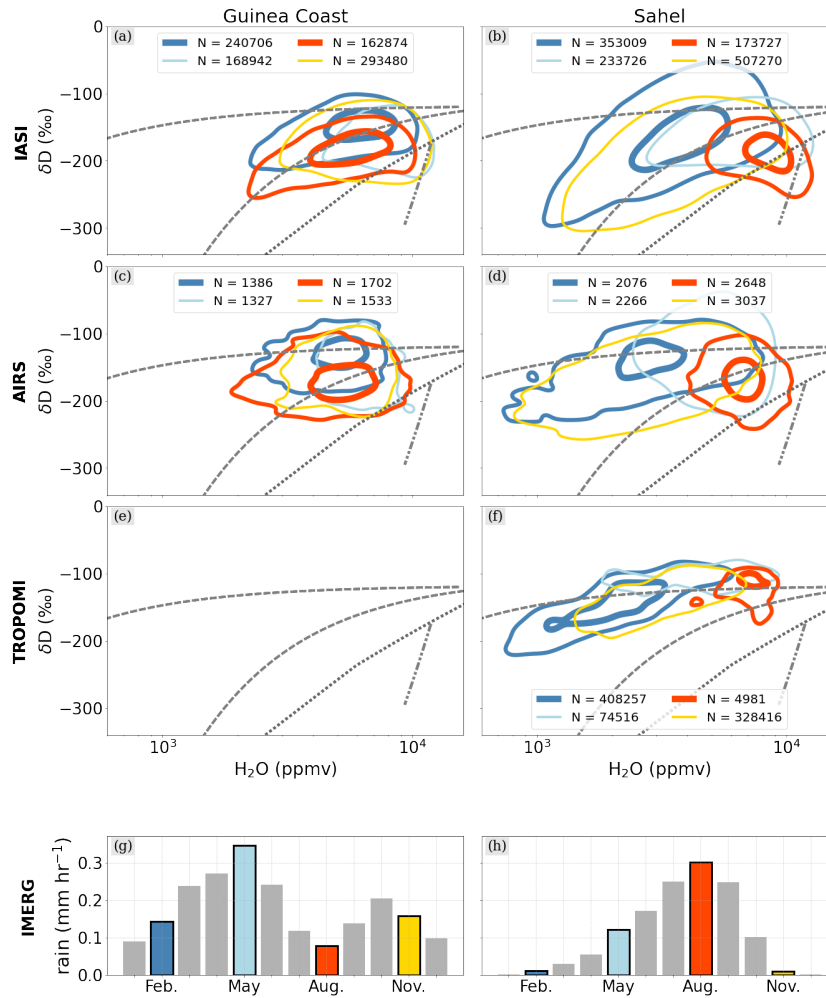 Guinea Coast
Sahel
(a)
N = 240706
N = 162874
N = 168942
N = 293480
(b)
N = 353009
N = 173727
N = 233726
N = 507270
0
−100
−200
−300
IASI
δD (‰)
(c)
N = 1386
N = 1702
N = 1327
N = 1533
(d)
N = 2076
N = 2648
N = 2266
N = 3037
0
−100
−200
−300
AIRS
δD (‰)
(e)
(f)
N = 408257
N = 4981
N = 74516
N = 328416
0
−100
−200
−300
TROPOMI
δD (‰)
10³
10⁴
10³
10⁴
H₂O (ppmv)
H₂O (ppmv)
(g)
(h)
0.3
0.2
0.1
0.0
IMERG
rain (mm hr⁻¹)
Feb.
May
Aug.
Nov.
Feb.
May
Aug.
Nov.